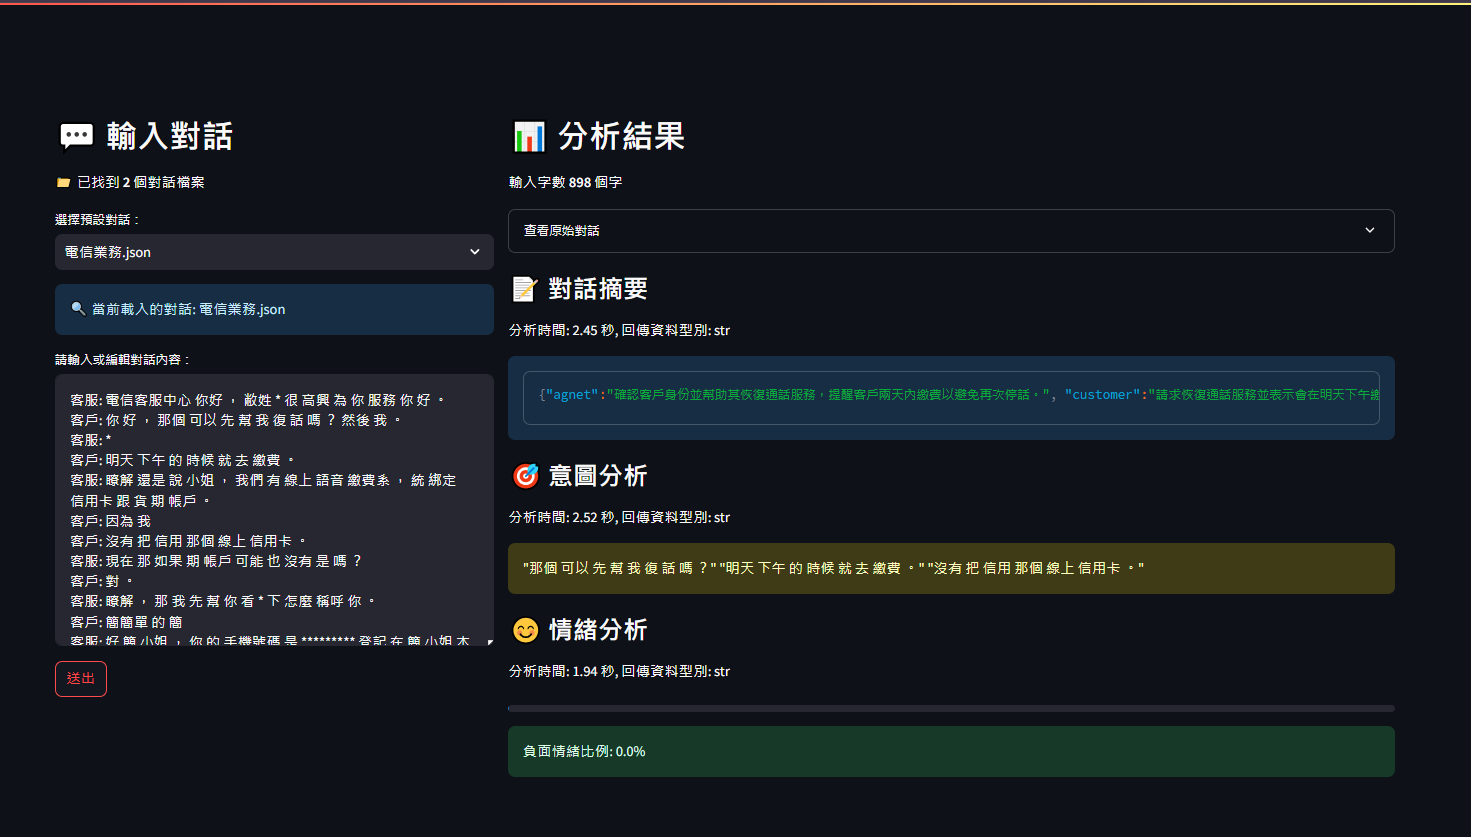 輸入對話
已找到 2 個對話檔案
選擇預設對話：
電信業務.json
當前載入的對話: 電信業務.json
請輸入或編輯對話內容：
客服: 電信客服中心 你好 ， 敝姓 * 很 高興 為 你 服務 你 好 。
客戶: 你 好 ， 那個 可以 先 幫 我 復 話 嗎 ？ 然後 我 。
客服: *
客戶: 明天 下午 的 時候 就 去 繳費 。
客服: 瞭解 還是 說 小姐 ， 我們 有 線上 語音 繳費 系 ， 統 綁定
信用卡 跟 貨 期 帳戶 。
客戶: 因為 我
客戶: 沒有 把 信用 那個 線上 信用卡 。
客服: 現在 那 如果 期 帳戶 可能 也 沒有 是 嗎 ？
客戶: 對 。
客服: 瞭解 ， 那 我 先 幫 你 看 * 下 怎麼 稱呼 你 。
客戶: 簡簡單 的 簡
客服: 好 簡 小姐 ， 你 的 手機號碼 是 ********* 登記 在 簡 小姐 本
送出
分析結果
輸入字數 898 個字
查看原始對話
對話摘要
分析時間: 2.45 秒, 回傳資料型別: str
{"agnet":"確認客戶身份並幫助其恢復通話服務，提醒客戶兩天內繳費以避免再次停話。", "customer":"請求恢復通話服務並表示會在明天下午繳
意圖分析
分析時間: 2.52 秒, 回傳資料型別: str
"那個 可以 先 幫 我 復 話 嗎 ？" "明天 下午 的 時候 就 去 繳費 。" "沒有 把 信用 那個 線上 信用卡 。"
情緒分析
分析時間: 1.94 秒, 回傳資料型別: str
負面情緒比例: 0.0%